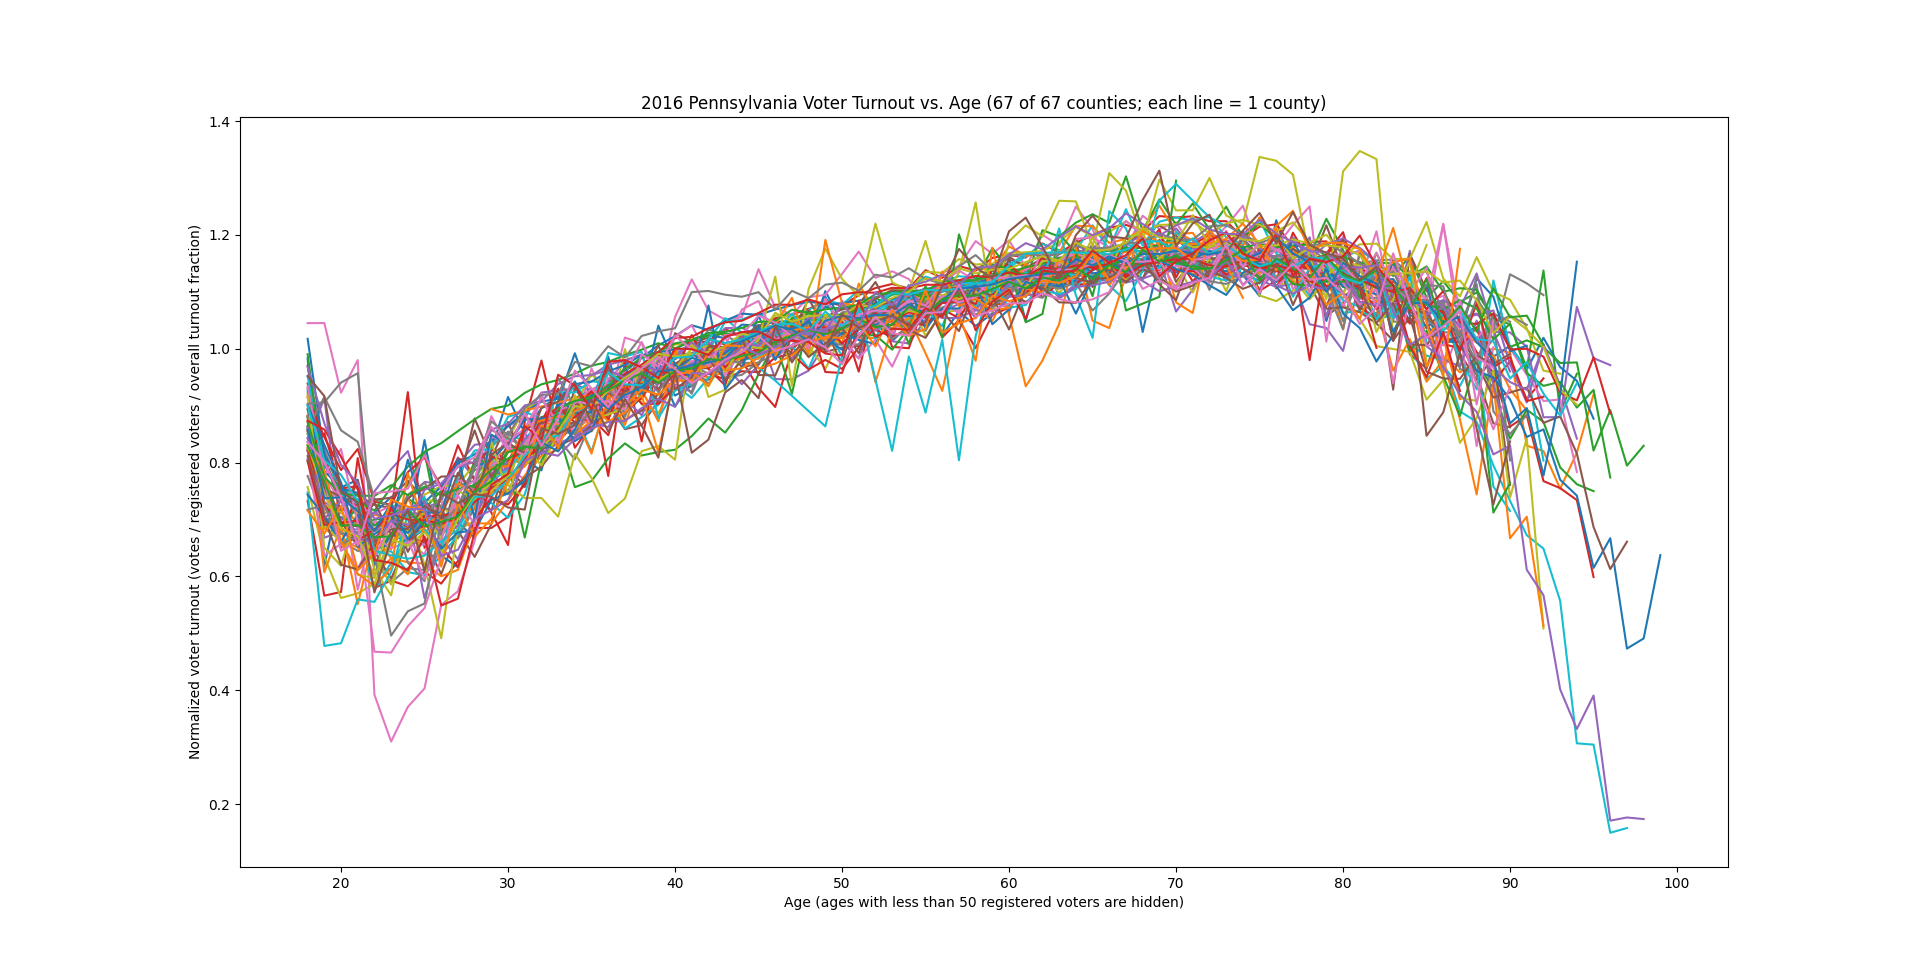 2016 Pennsylvania Voter Turnout vs. Age (67 of 67 counties; each line = 1 county)
Normalized voter turnout (votes / registered voters / overall turnout fraction)
1.4
1.2
1.0
0.8
0.6
0.4
0.2
20 30 40 50 60 70 80 90 100
Age (ages with less than 50 registered voters are hidden)